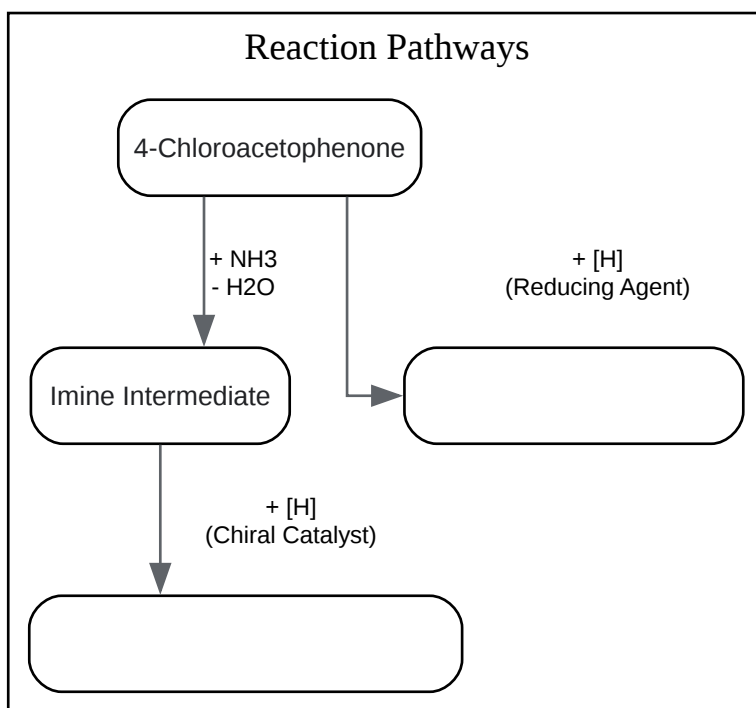 Reaction Pathways
4-Chloroacetophenone
+ NH3
- H2O
+ [H]
(Reducing Agent)
Imine Intermediate
+ [H]
(Chiral Catalyst)